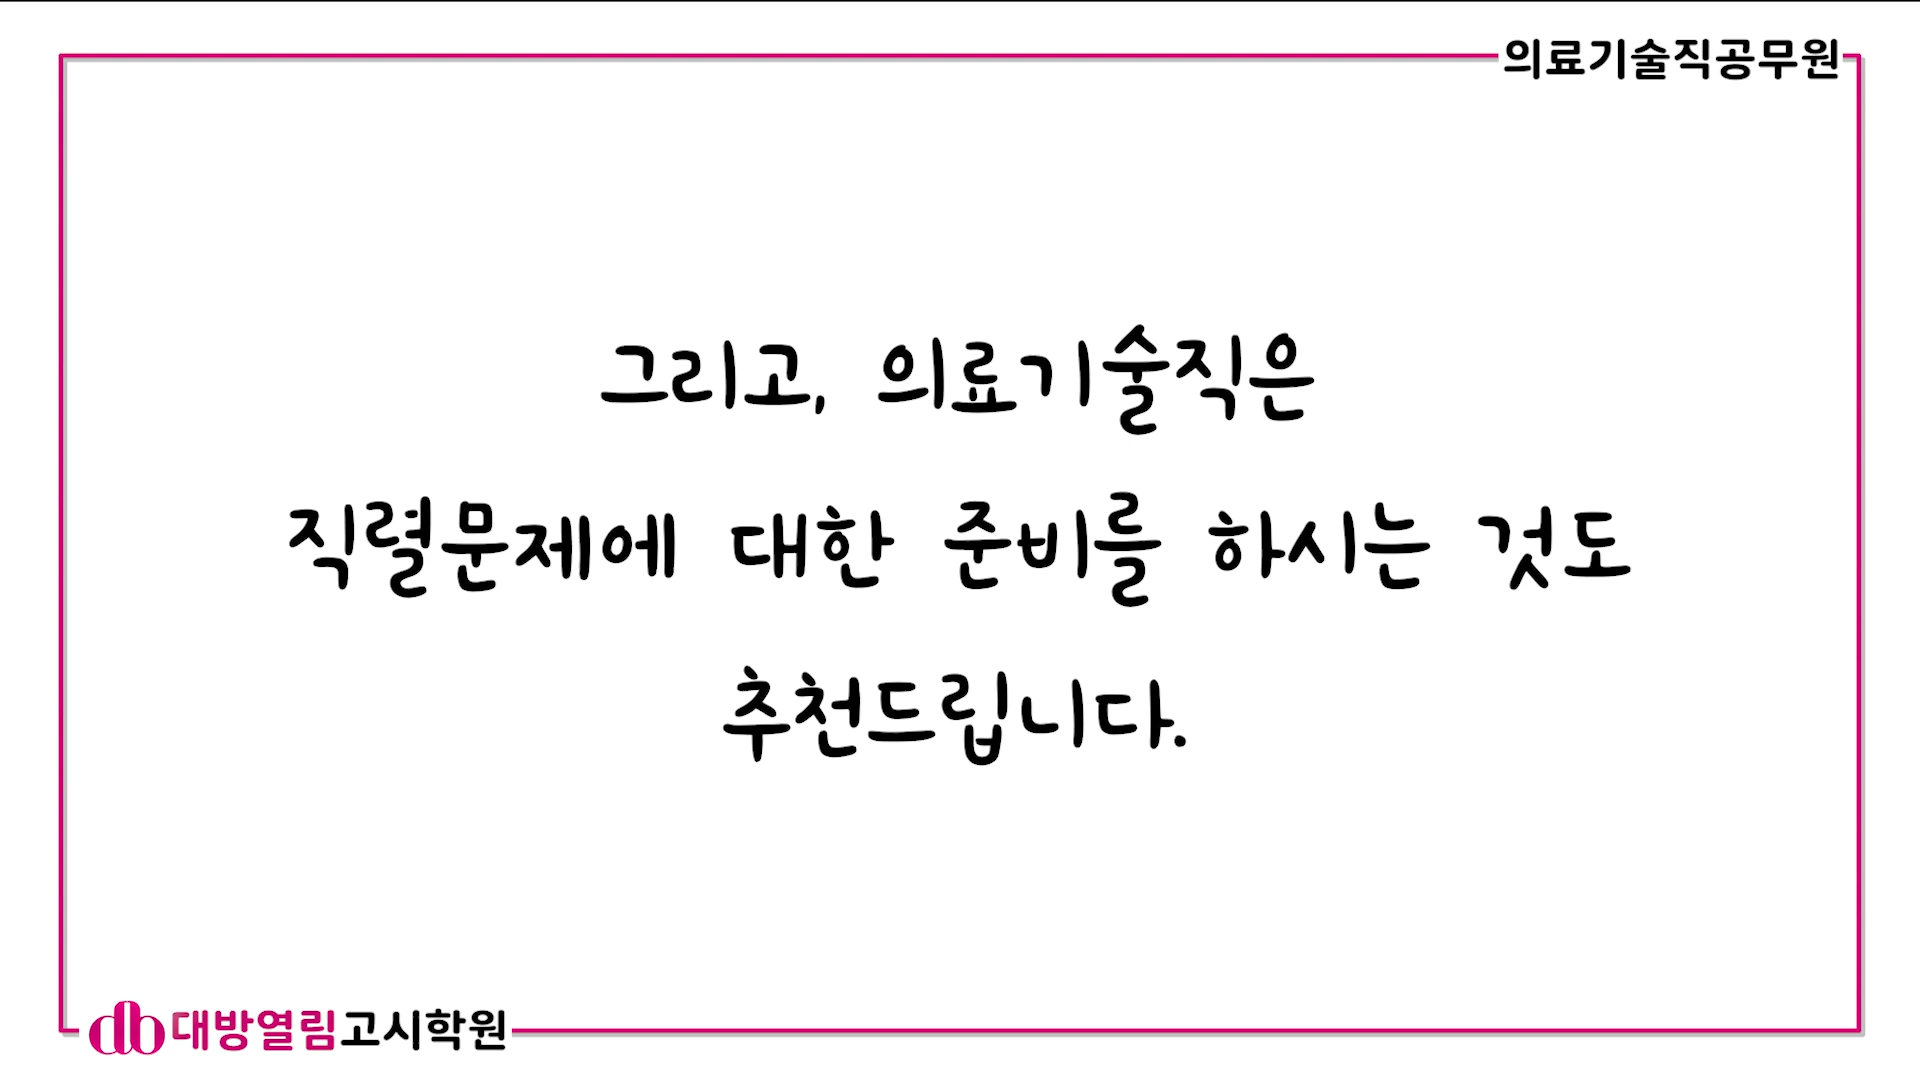 의료기술직공무원
그리고, 의료기술직은
직렬문제에 대한 준비를 하시는 것도
추천드립니다.
db대방열림고시학원